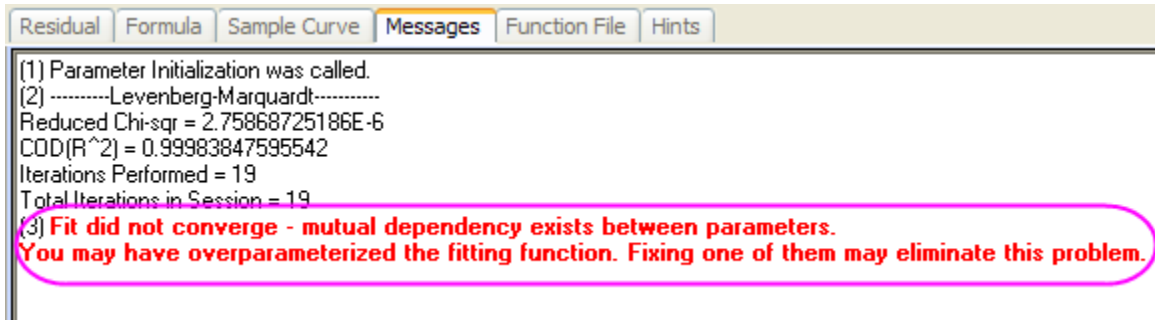 Residual Formula Sample Curve Messages Function File Hints
(1) Parameter Initialization was called.
(2) ----------Levenberg-Marquardt-----------
Reduced Chi-sqr = 2.75868725186E-6
COD(R^2) = 0.99983847595542
Iterations Performed = 19
Total Iterations in Session = 19
(3) Fit did not converge - mutual dependency exists between parameters.
You may have overparameterized the fitting function. Fixing one of them may eliminate this problem.